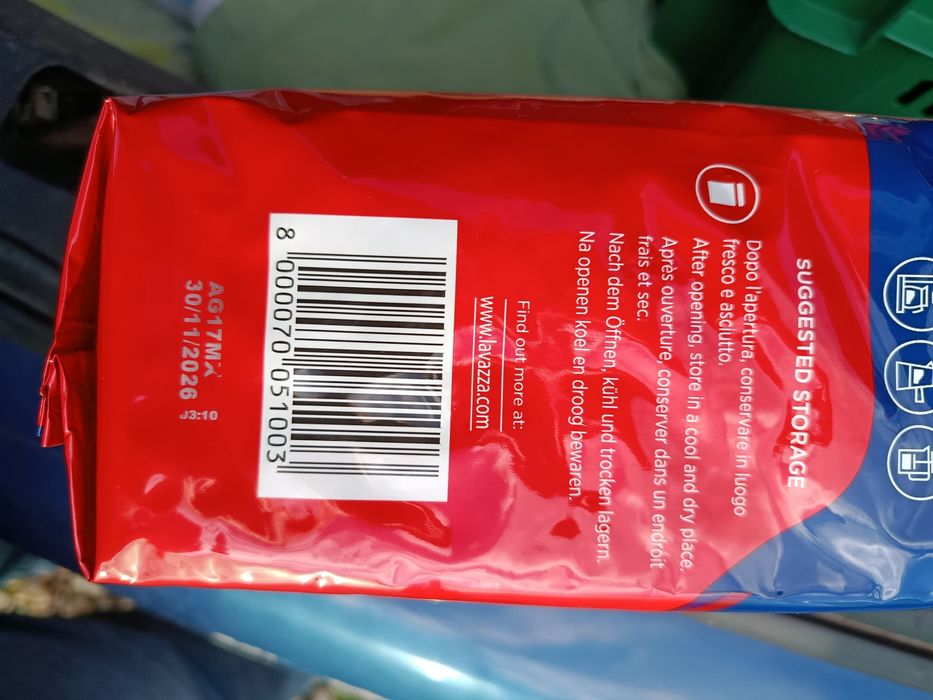 SUGGESTED STORAGE
Dopo l'apertura, conservare in luogo
fresco e asciutto.
After opening, store in a cool and dry place.
Après ouverture, conserver dans un endroit
frais et sec.
Nach dem Öffnen, kühl und trocken lagern.
Na openen koel en droog bewaren.
Find out more at:
www.lavazza.com
8 000070 051003
AG17MX
30/11/2026 03:10